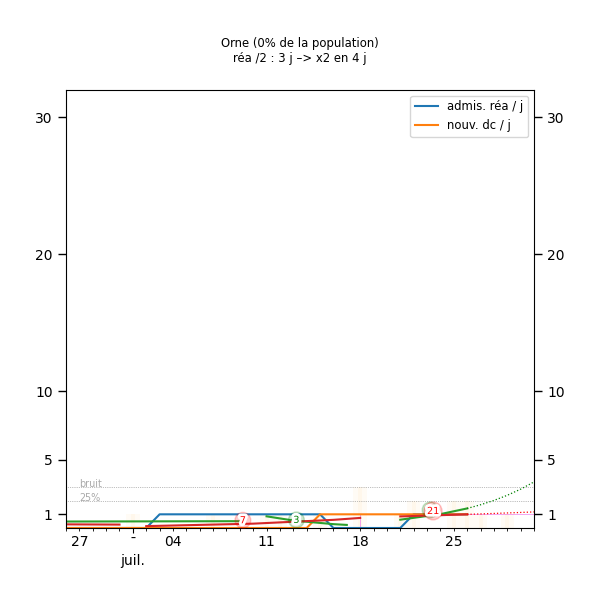 Orne (0% de la population)
réa /2 : 3 j –> x2 en 4 j
admis. réa / j
nouv. dc / j
30 30
20 20
10 10
5 5
bruit
25%
1 7 3 21 1
27 - 04 11 18 25
juil.